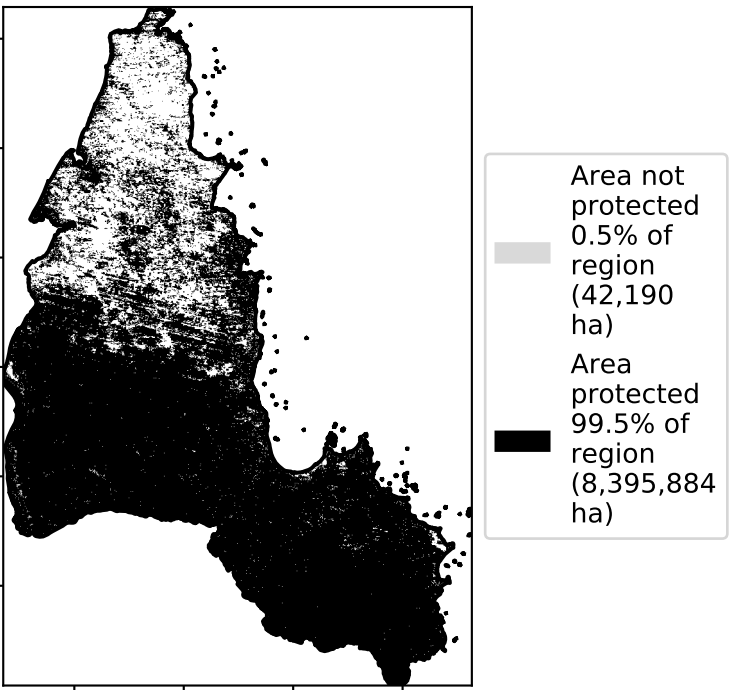 Area not
protected
0.5% of
region
(42,190
ha)
Area
protected
99.5% of
region
(8,395,884
ha)